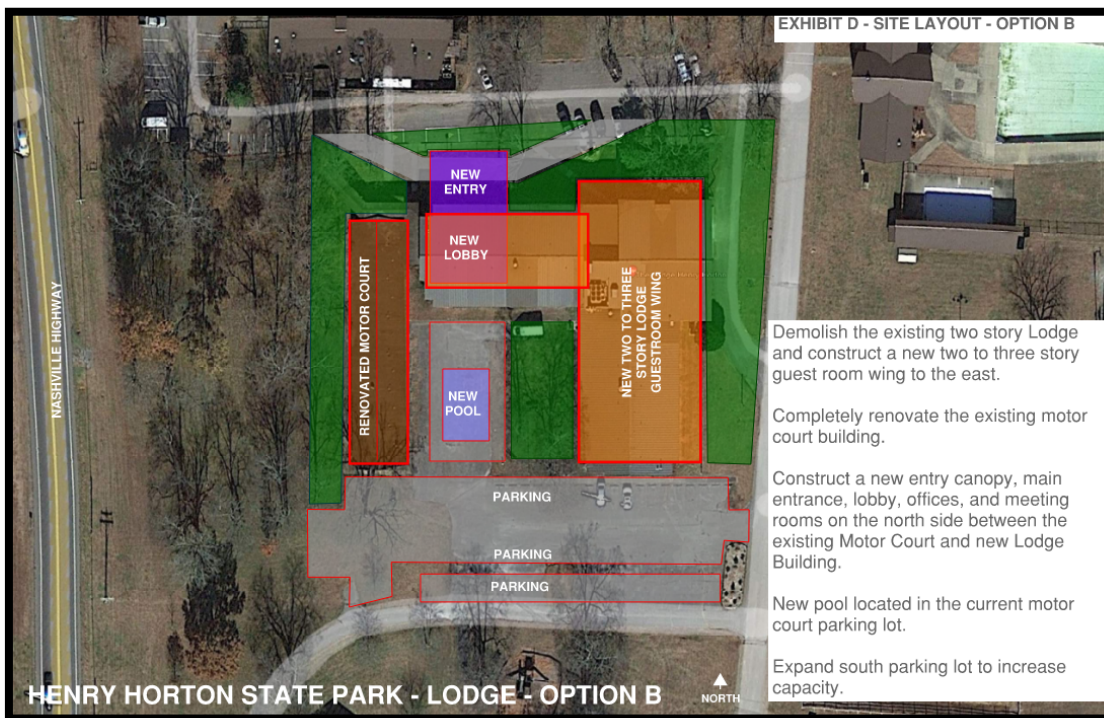 EXHIBIT D - SITE LAYOUT - OPTION B
NEW
ENTRY
NEW
LOBBY
RENOVATED MOTOR COURT
NEW TWO TO THREE
STORY LODGE
GUESTROOM WING
NASHVILLE HIGHWAY
NEW
POOL
PARKING
PARKING
PARKING
Demolish the existing two story Lodge
and construct a new two to three story
guest room wing to the east.
Completely renovate the existing motor
court building.
Construct a new entry canopy, main
entrance, lobby, offices, and meeting
rooms on the north side between the
existing Motor Court and new Lodge
Building.
New pool located in the current motor
court parking lot.
Expand south parking lot to increase
capacity.
HENRY HORTON STATE PARK - LODGE - OPTION B
NORTH